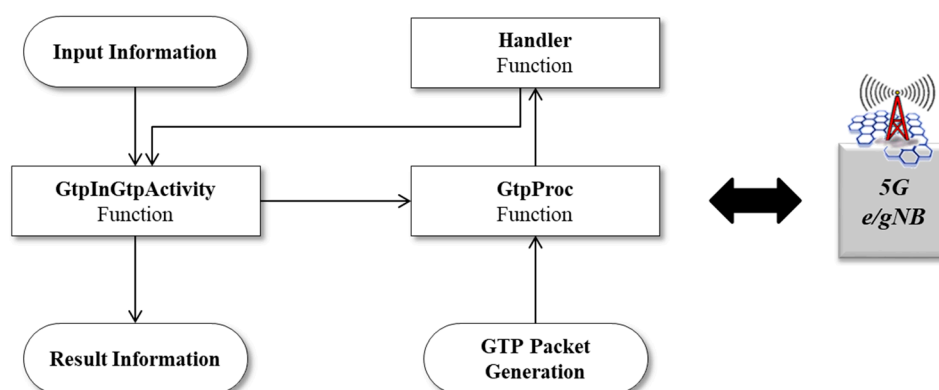 Input Information
Handler
Function
GtpInGtpActivity
Function
GtpProc
Function
5G
e/gNB
Result Information
GTP Packet
Generation